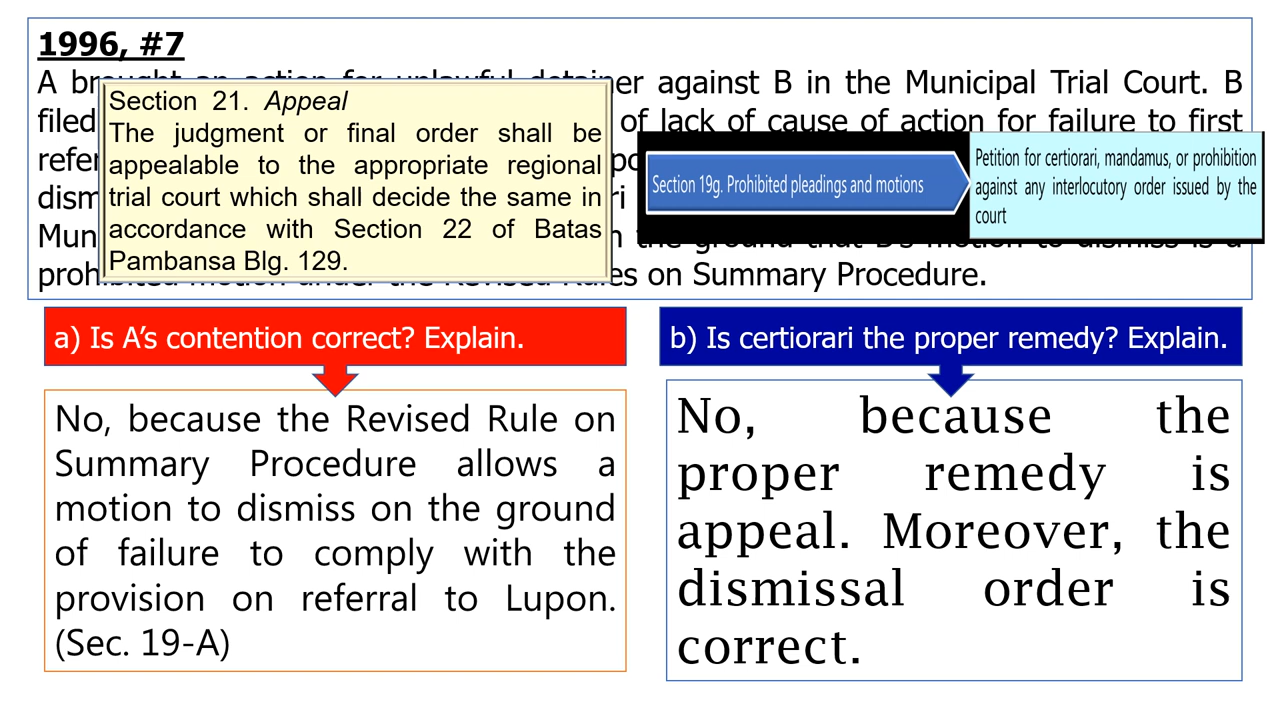 1996, #7
A er against B in the Municipal Trial Court. B
filed of lack of cause of action for failure to first
Section 21. Appeal
The judgment or final order shall be
appealable to the appropriate regional
trial court which shall decide the same in
accordance with Section 22 of Batas
Pambansa Blg. 129.
Section 19g. Prohibited pleadings and motions
Petition for certiorari, mandamus, or prohibition
against any interlocutory order issued by the
court
on Summary Procedure.
a) Is A’s contention correct? Explain.
No, because the Revised Rule on
Summary Procedure allows a
motion to dismiss on the ground
of failure to comply with the
provision on referral to Lupon.
(Sec. 19-A)
b) Is certiorari the proper remedy? Explain.
No, because the
proper remedy is
appeal. Moreover, the
dismissal order is
correct.